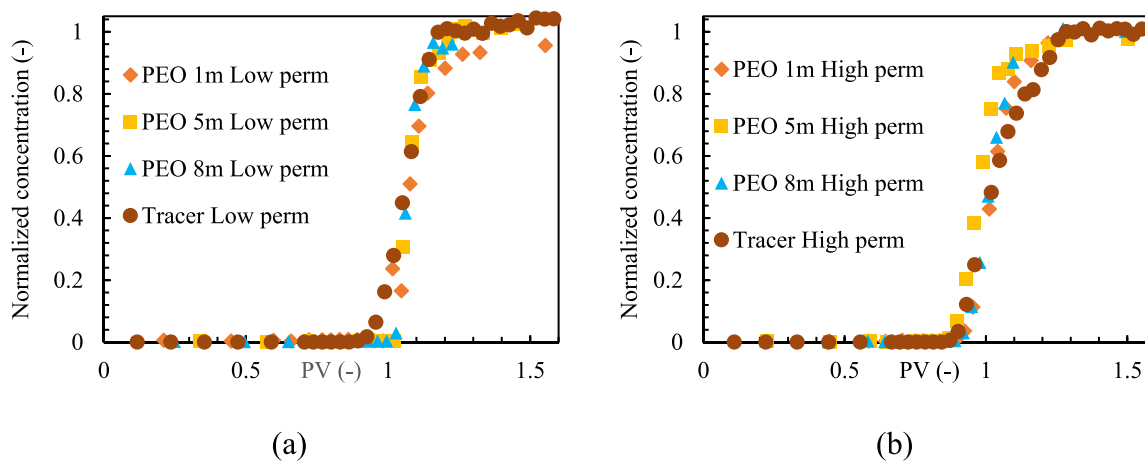 Normalized concentration (-)
1
0.8
0.6
0.4
0.2
0
0 0.5 1 1.5
PV (-)
PEO 1m Low perm
PEO 5m Low perm
PEO 8m Low perm
Tracer Low perm
(a)
Normalized concentration (-)
1
0.8
0.6
0.4
0.2
0
0 0.5 1 1.5
PV (-)
PEO 1m High perm
PEO 5m High perm
PEO 8m High perm
Tracer High perm
(b)